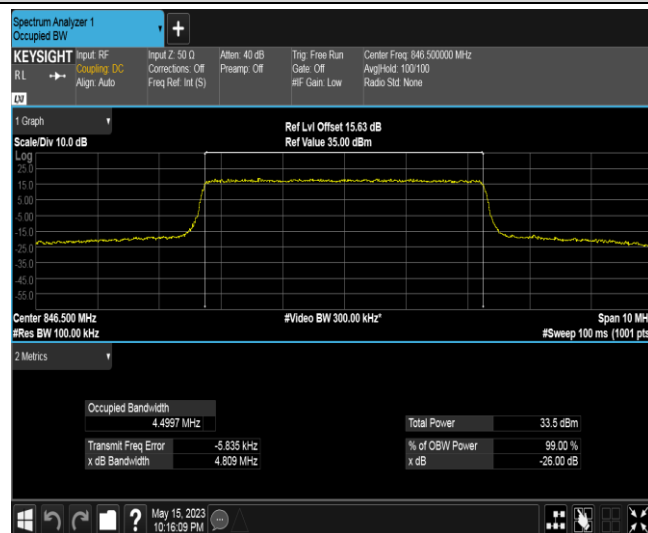 Spectrum Analyzer 1
Occupied BW
+
KEYSIGHT
RL
Input: RF
Coupling: DC
Align: Auto
Input Z: 50 Ω
Corrections: Off
Freq Ref: Int (S)
Atten: 40 dB
Preamp: Off
Trig: Free Run
Gate: Off
#IF Gain: Low
Center Freq: 846.500000 MHz
Avg|Hold: 100/100
Radio Std: None
LXI
1 Graph
Scale/Div 10.0 dB
Ref Lvl Offset 15.63 dB
Ref Value 35.00 dBm
Log
25.0
15.0
5.00
-5.00
-15.0
-25.0
-35.0
-45.0
-55.0
Center 846.500 MHz
#Res BW 100.00 kHz
#Video BW 300.00 kHz*
Span 10 MH
#Sweep 100 ms (1001 pts
2 Metrics
Occupied Bandwidth
4.4997 MHz
Transmit Freq Error -5.835 kHz
x dB Bandwidth 4.809 MHz
Total Power 33.5 dBm
% of OBW Power 99.00 %
x dB -26.00 dB
?
May 15, 2023
10:16:09 PM